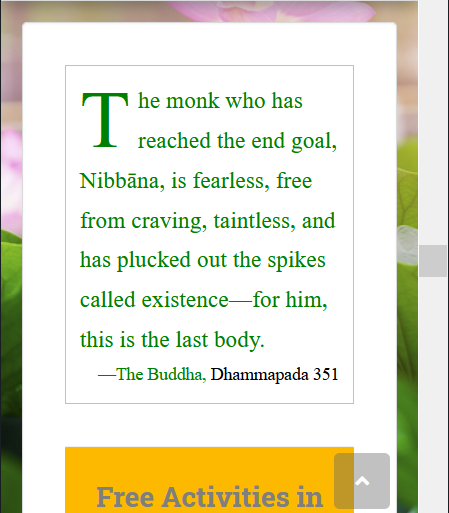 The monk who has
reached the end goal,
Nibbāna, is fearless, free
from craving, taintless, and
has plucked out the spikes
called existence—for him,
this is the last body.
—The Buddha, Dhammapada 351
Free Activities in